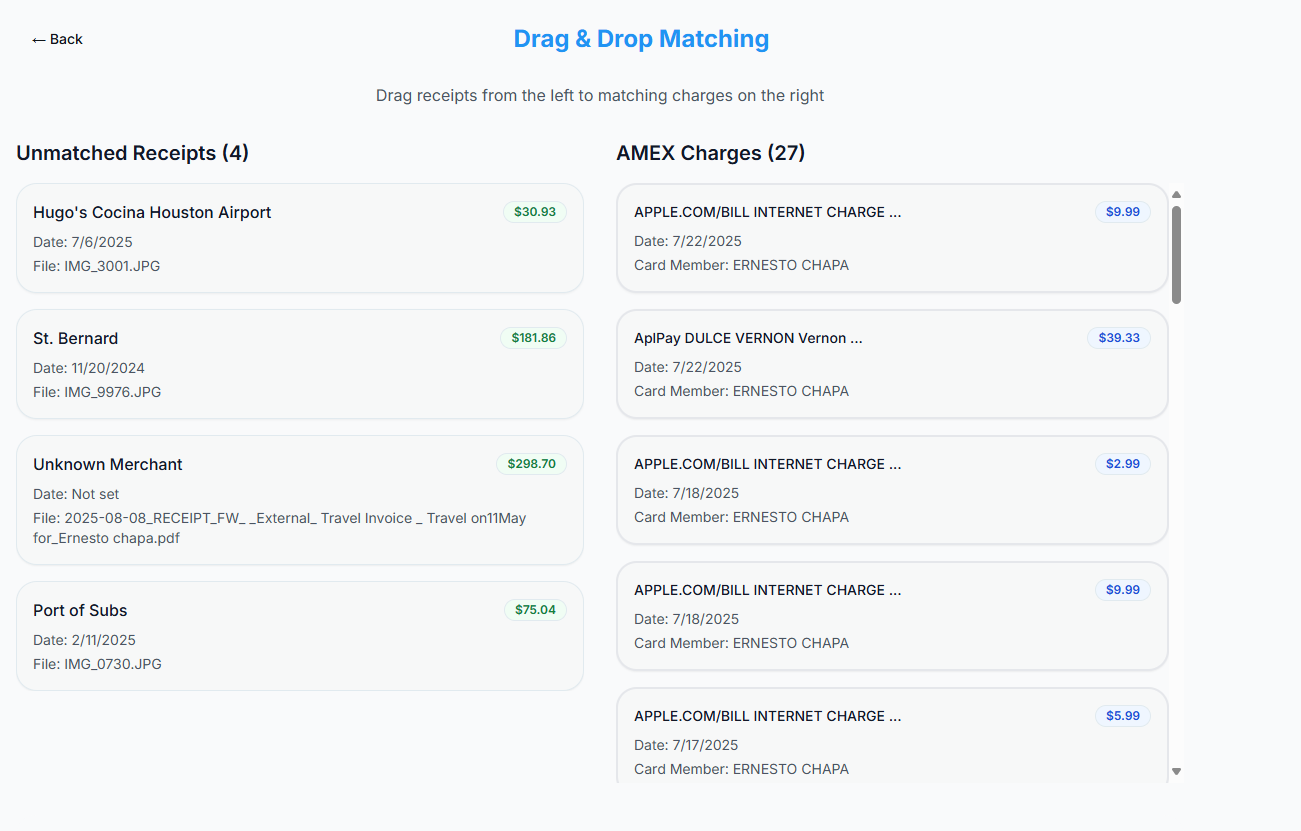 ← Back
Drag & Drop Matching
Drag receipts from the left to matching charges on the right
Unmatched Receipts (4)
Hugo's Cocina Houston Airport
$30.93
Date: 7/6/2025
File: IMG_3001.JPG
St. Bernard
$181.86
Date: 11/20/2024
File: IMG_9976.JPG
Unknown Merchant
$298.70
Date: Not set
File: 2025-08-08_RECEIPT_FW_ _External_ Travel Invoice _ Travel on11May
for_Ernesto chapa.pdf
Port of Subs
$75.04
Date: 2/11/2025
File: IMG_0730.JPG
AMEX Charges (27)
APPLE.COM/BILL INTERNET CHARGE ...
$9.99
Date: 7/22/2025
Card Member: ERNESTO CHAPA
AplPay DULCE VERNON Vernon ...
$39.33
Date: 7/22/2025
Card Member: ERNESTO CHAPA
APPLE.COM/BILL INTERNET CHARGE ...
$2.99
Date: 7/18/2025
Card Member: ERNESTO CHAPA
APPLE.COM/BILL INTERNET CHARGE ...
$9.99
Date: 7/18/2025
Card Member: ERNESTO CHAPA
APPLE.COM/BILL INTERNET CHARGE ...
$5.99
Date: 7/17/2025
Card Member: ERNESTO CHAPA